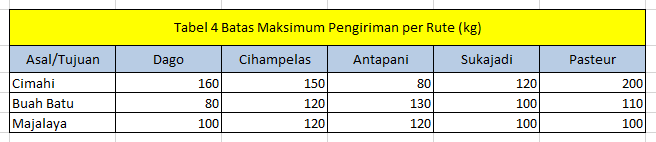 Tabel 4 Batas Maksimum Pengiriman per Rute (kg)
Asal/Tujuan Dago Cihampelas Antapani Sukajadi Pasteur
Cimahi 160 150 80 120 200
Buah Batu 80 120 130 100 110
Majalaya 100 120 120 100 100